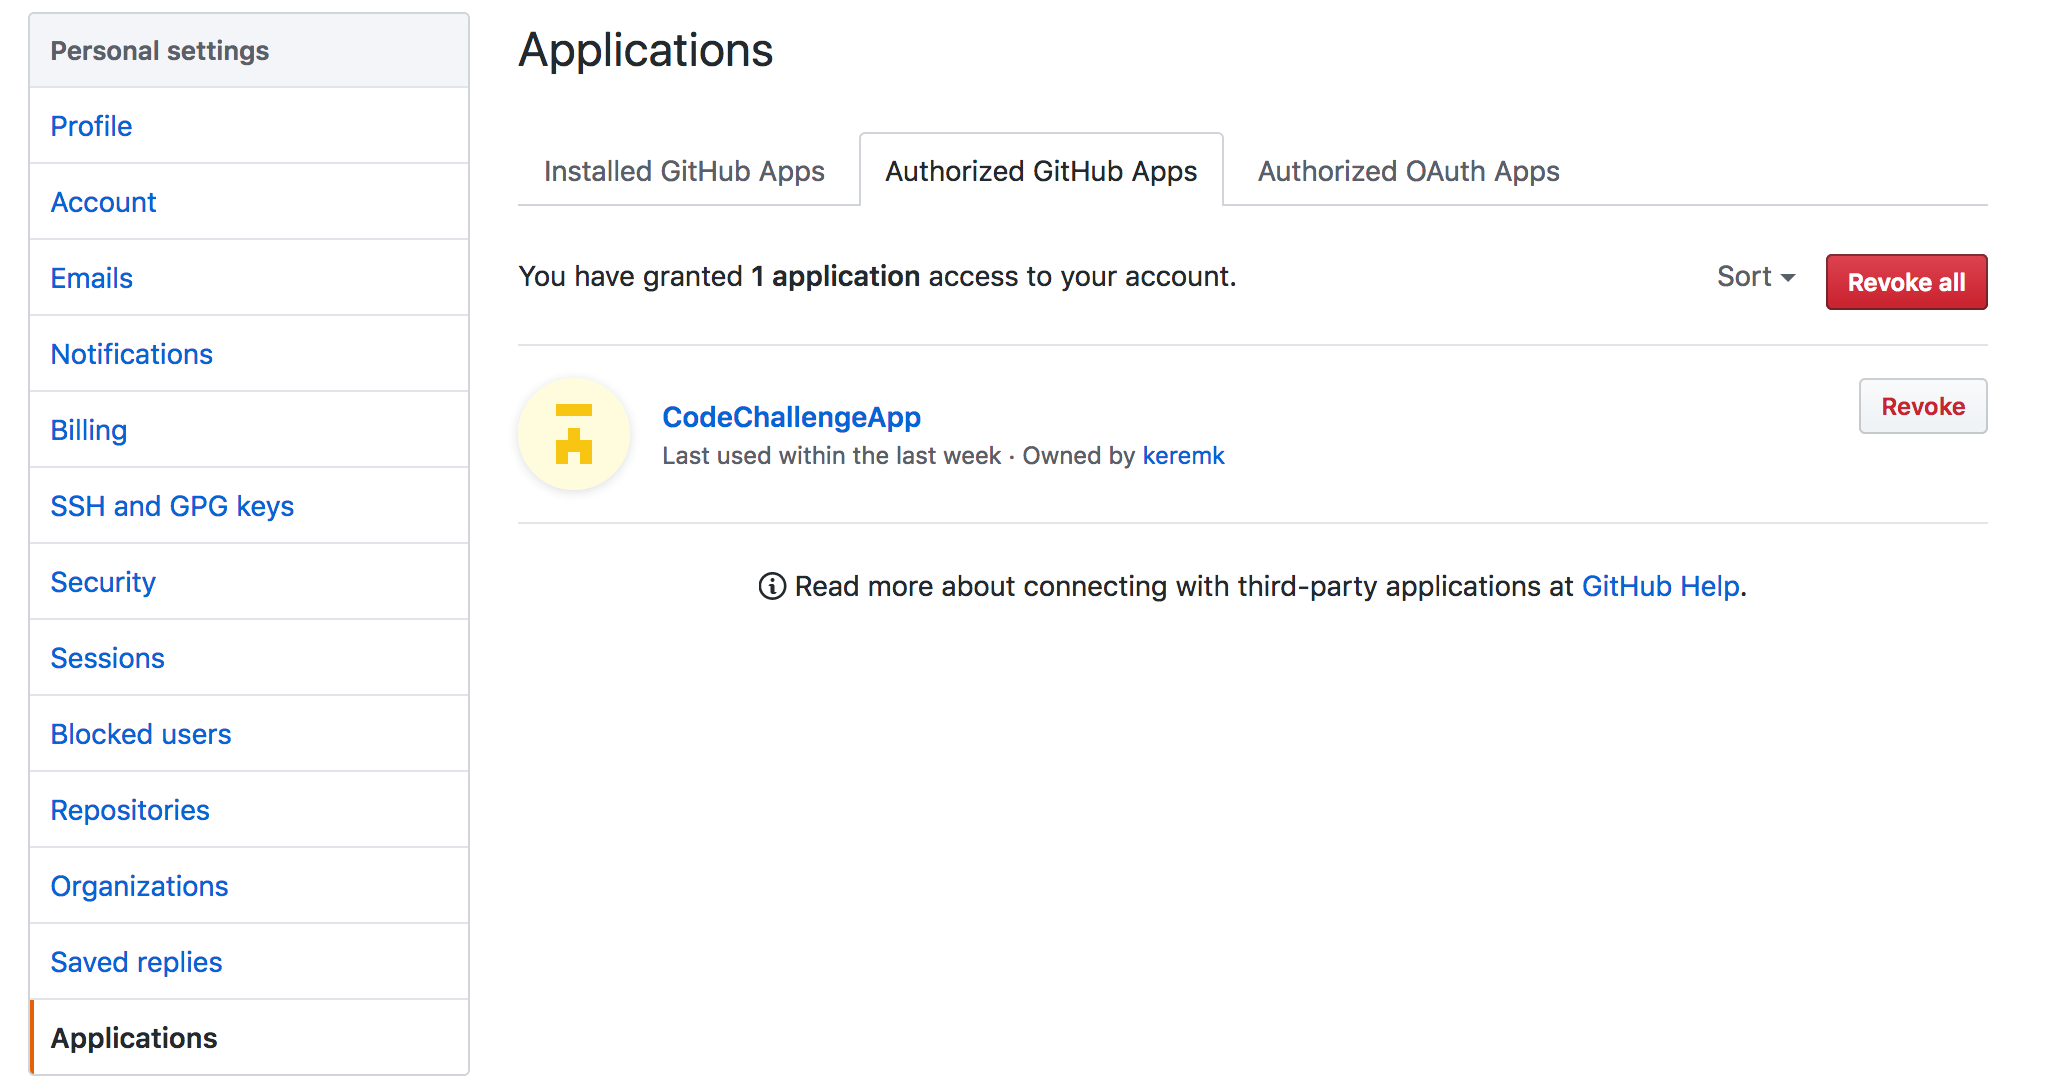 Personal settings
Profile
Account
Emails
Notifications
Billing
SSH and GPG keys
Security
Sessions
Blocked users
Repositories
Organizations
Saved replies
Applications
Applications
Installed GitHub Apps
Authorized GitHub Apps
Authorized OAuth Apps
You have granted 1 application access to your account.
Sort
Revoke all
CodeChallengeApp
Last used within the last week · Owned by keremk
Revoke
Read more about connecting with third-party applications at GitHub Help.